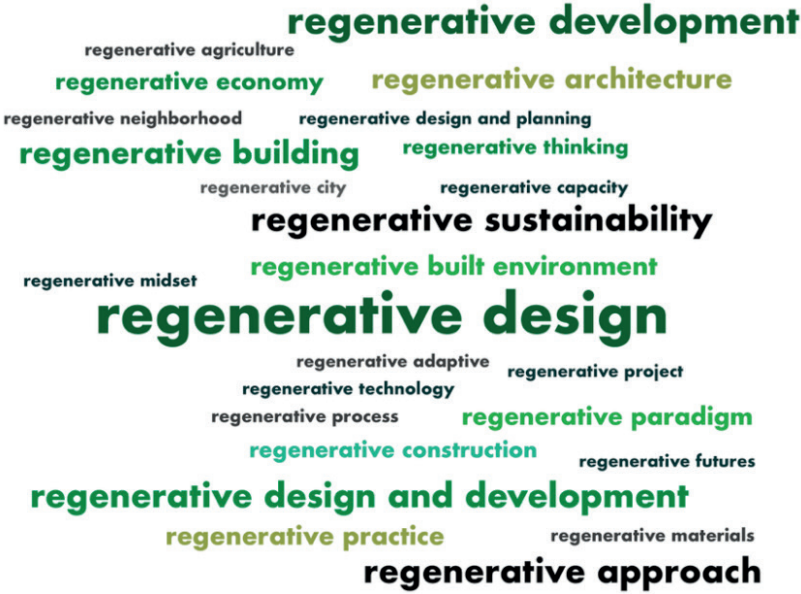 regenerative development
regenerative agriculture
regenerative economy
regenerative architecture
regenerative neighborhood
regenerative design and planning
regenerative building
regenerative thinking
regenerative city
regenerative capacity
regenerative sustainability
regenerative built environment
regenerative midset
regenerative design
regenerative adaptive
regenerative project
regenerative technology
regenerative process
regenerative paradigm
regenerative construction
regenerative futures
regenerative design and development
regenerative practice
regenerative materials
regenerative approach